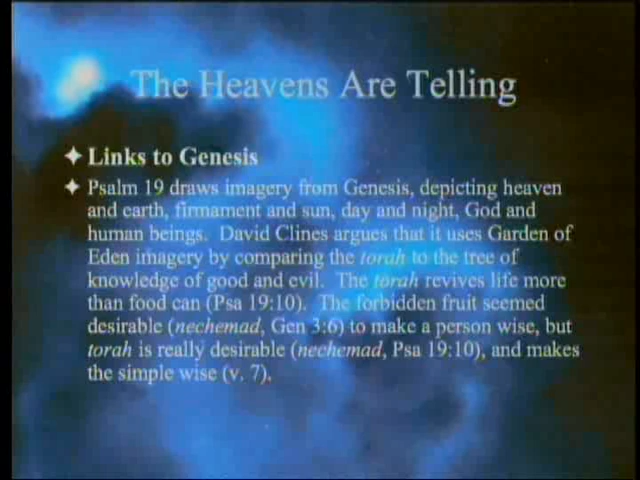 The Heavens Are Telling
✦ Links to Genesis
✦ Psalm 19 draws imagery from Genesis, depicting heaven
and earth, firmament and sun, day and night, God and
human beings. David Clines argues that it uses Garden of
Eden imagery by comparing the torah to the tree of
knowledge of good and evil. The torah revives life more
than food can (Psa 19:10). The forbidden fruit seemed
desirable (nechemad, Gen 3:6) to make a person wise, but
torah is really desirable (nechemad, Psa 19:10), and makes
the simple wise (v. 7).